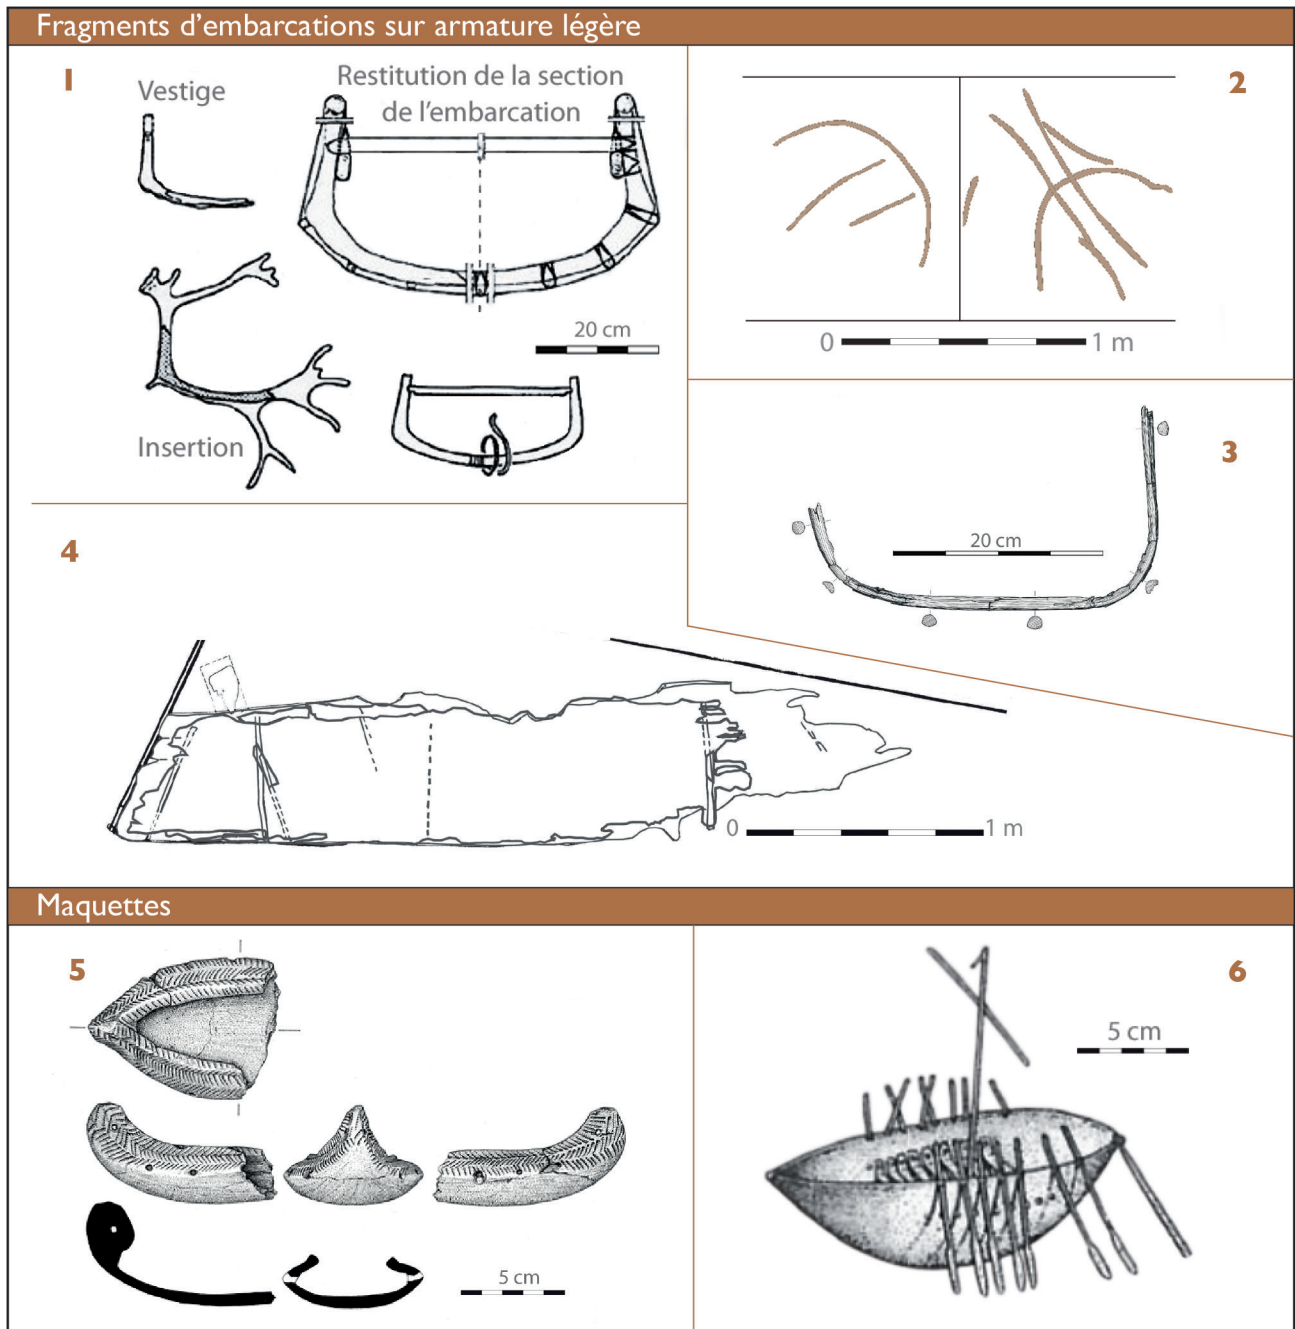 Fragments d’embarcations sur armature légère
1
Vestige
Restitution de la section
de l’embarcation
20 cm
Insertion
2
0 1 m
3
20 cm
4
0 1 m
Maquettes
5
5 cm
6
5 cm